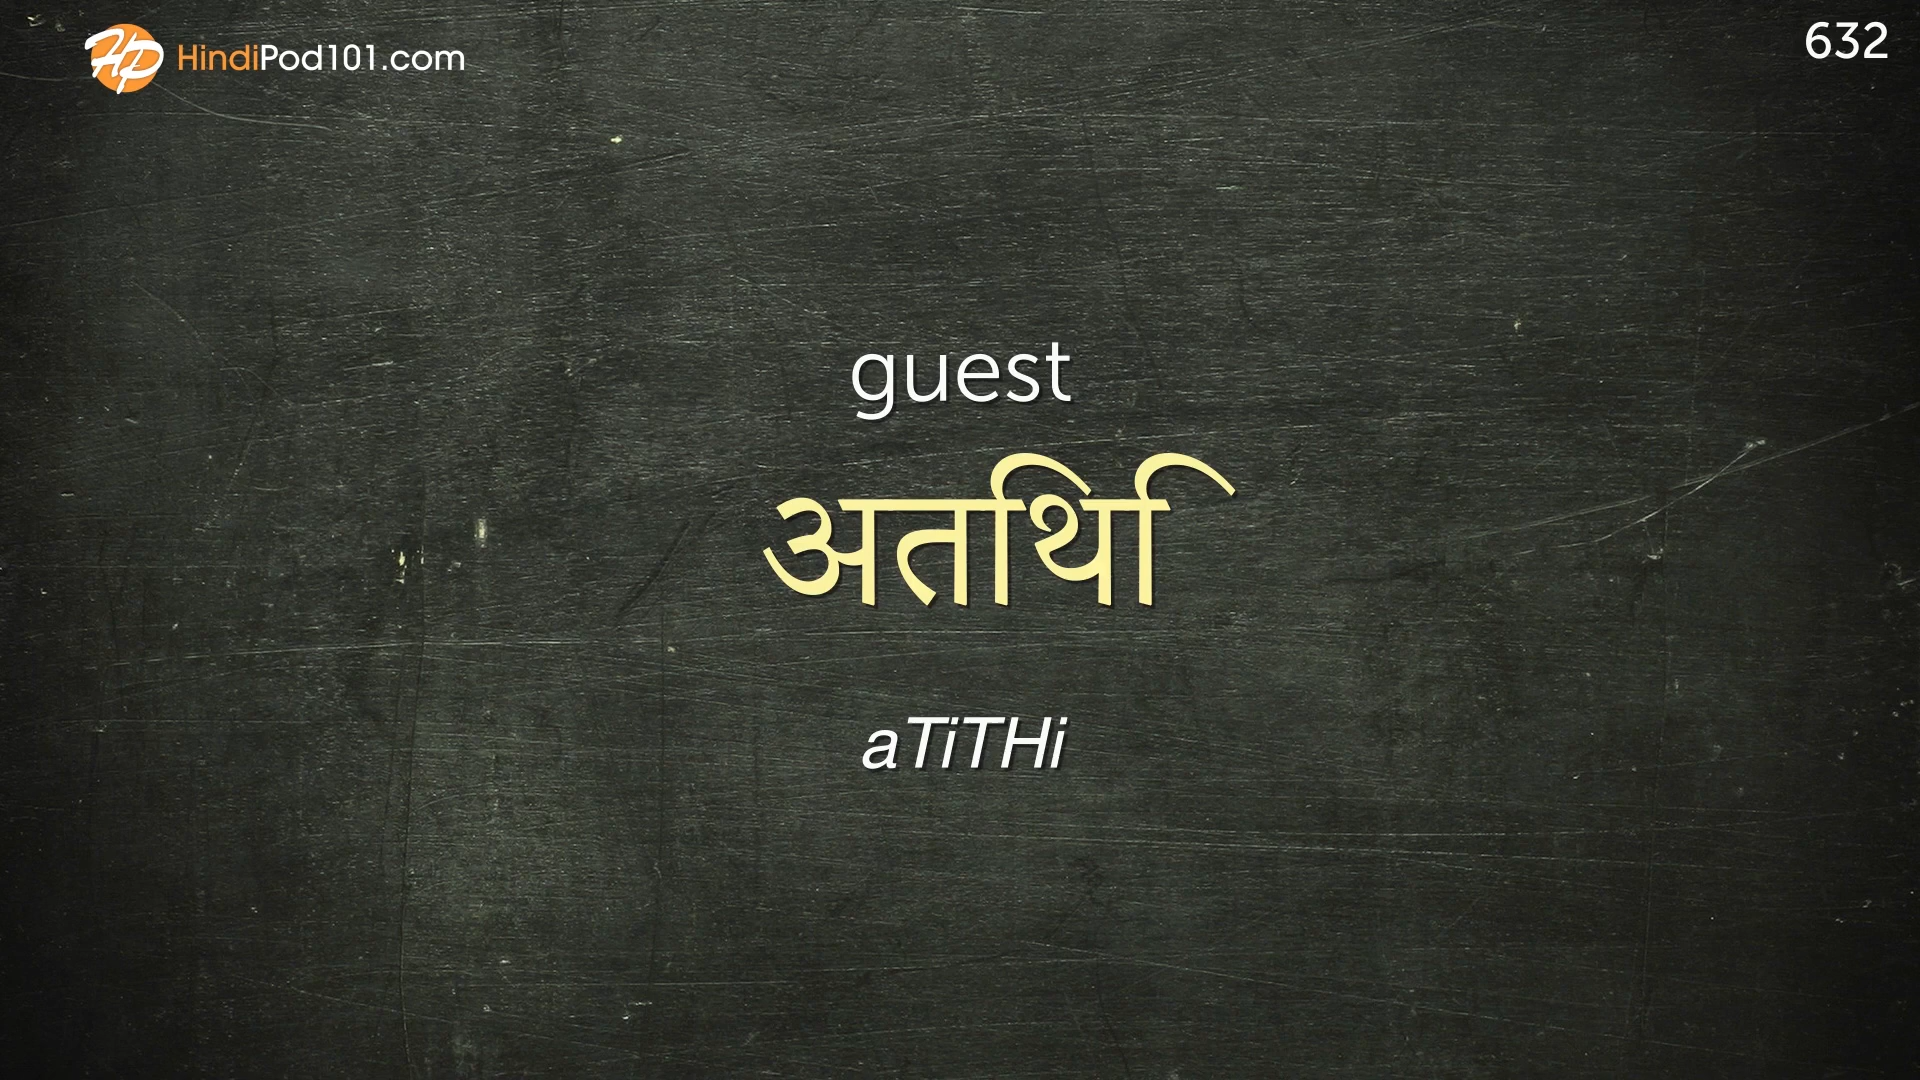 HindiPod101.com
632
guest
अतिथि
aTiTHi